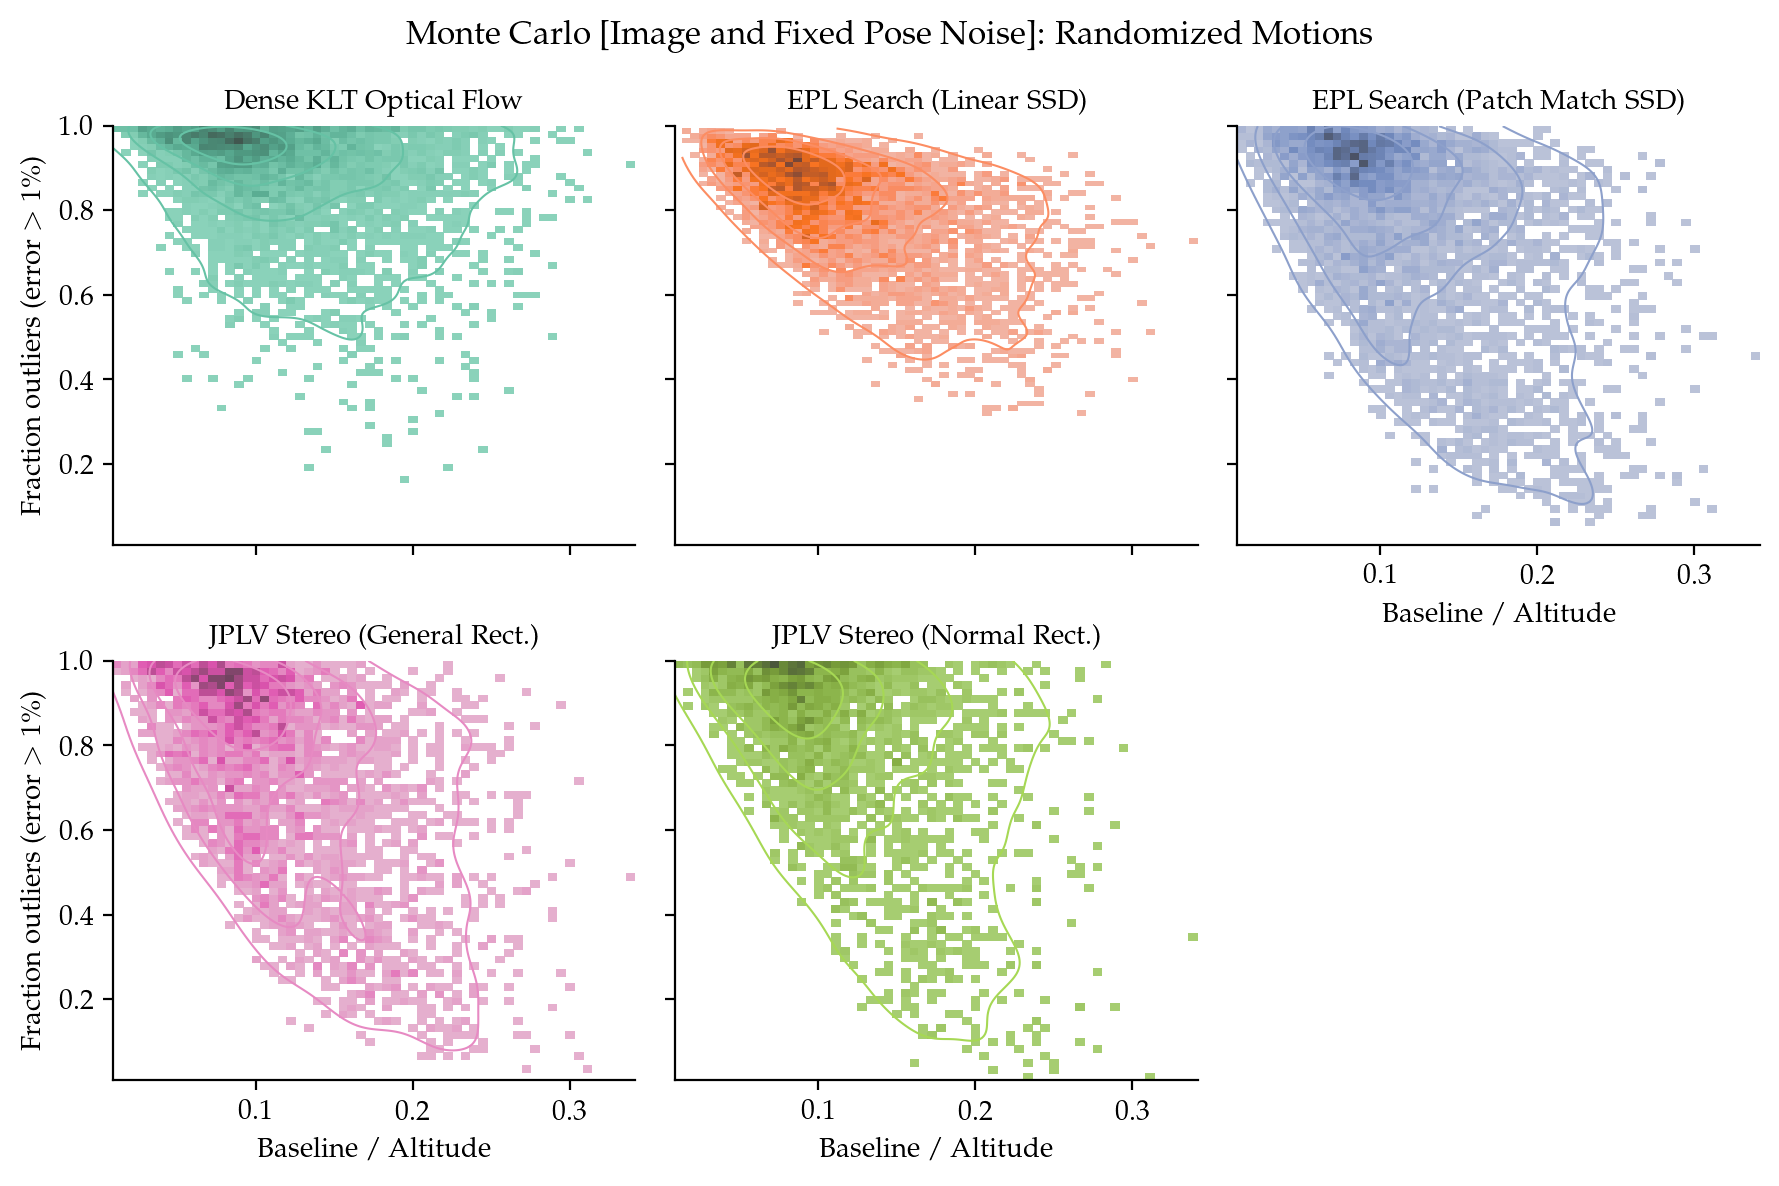 Monte Carlo [Image and Fixed Pose Noise]: Randomized Motions
Dense KLT Optical Flow
EPL Search (Linear SSD)
EPL Search (Patch Match SSD)
Fraction outliers (error > 1%)
1.0
0.8
0.6
0.4
0.2
0.1 0.2 0.3
Baseline / Altitude
JPLV Stereo (General Rect.)
JPLV Stereo (Normal Rect.)
Fraction outliers (error > 1%)
1.0
0.8
0.6
0.4
0.2
0.1 0.2 0.3
0.1 0.2 0.3
Baseline / Altitude
Baseline / Altitude